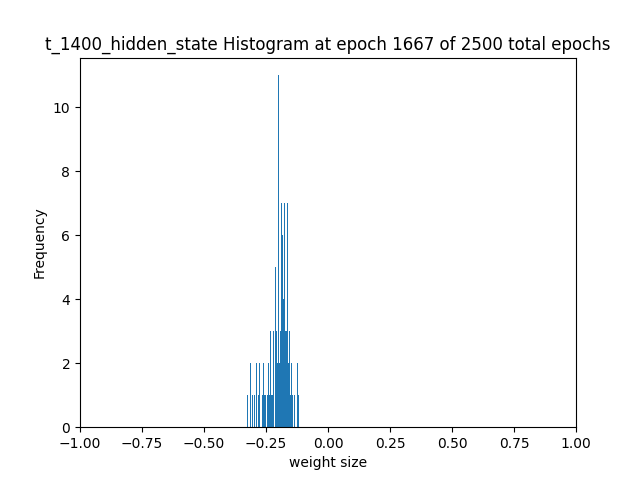 t_1400_hidden_state Histogram at epoch 1667 of 2500 total epochs
Frequency
10
8
6
4
2
0
−1.00 −0.75 −0.50 −0.25 0.00 0.25 0.50 0.75 1.00
weight size